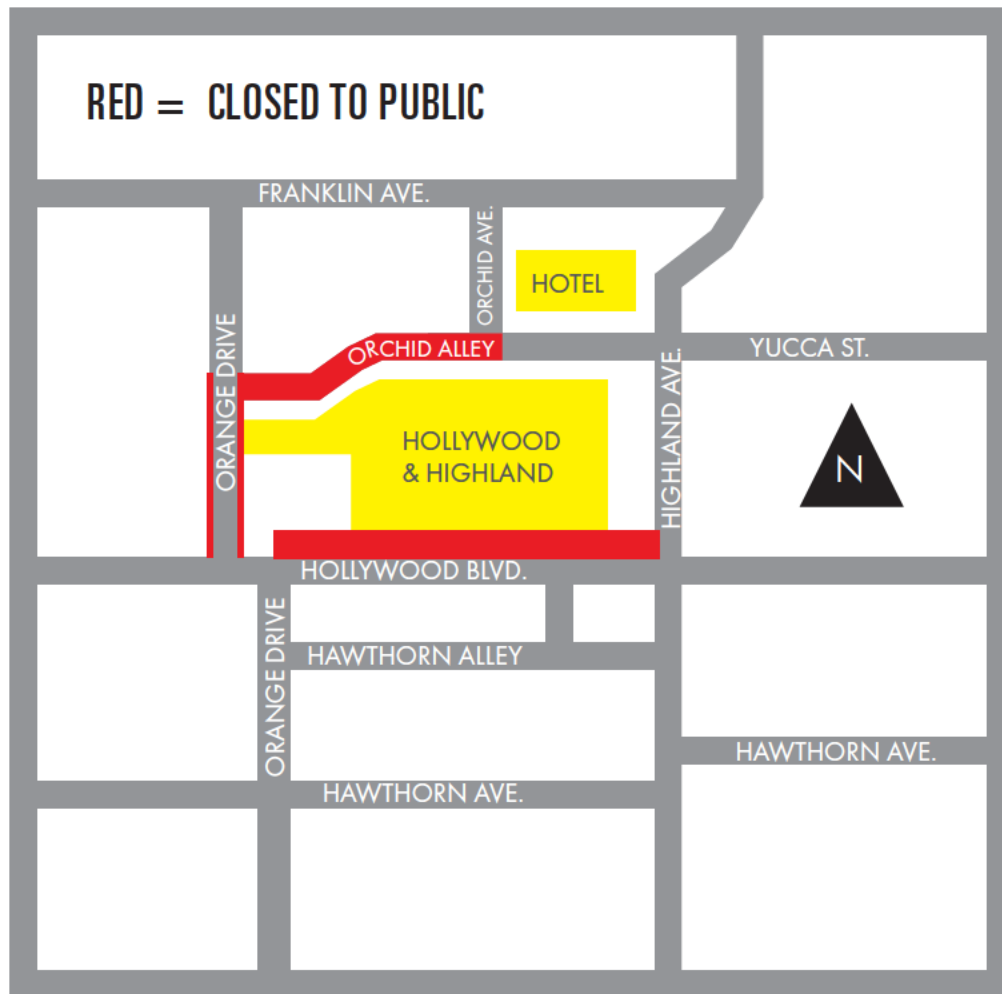 RED = CLOSED TO PUBLIC
FRANKLIN AVE.
ORCHID AVE.
HOTEL
ORCHID ALLEY
YUCCA ST.
ORANGE DRIVE
HIGHLAND AVE.
HOLLYWOOD
& HIGHLAND
N
HOLLYWOOD BLVD.
ORANGE DRIVE
HAWTHORN ALLEY
HAWTHORN AVE.
HAWTHORN AVE.